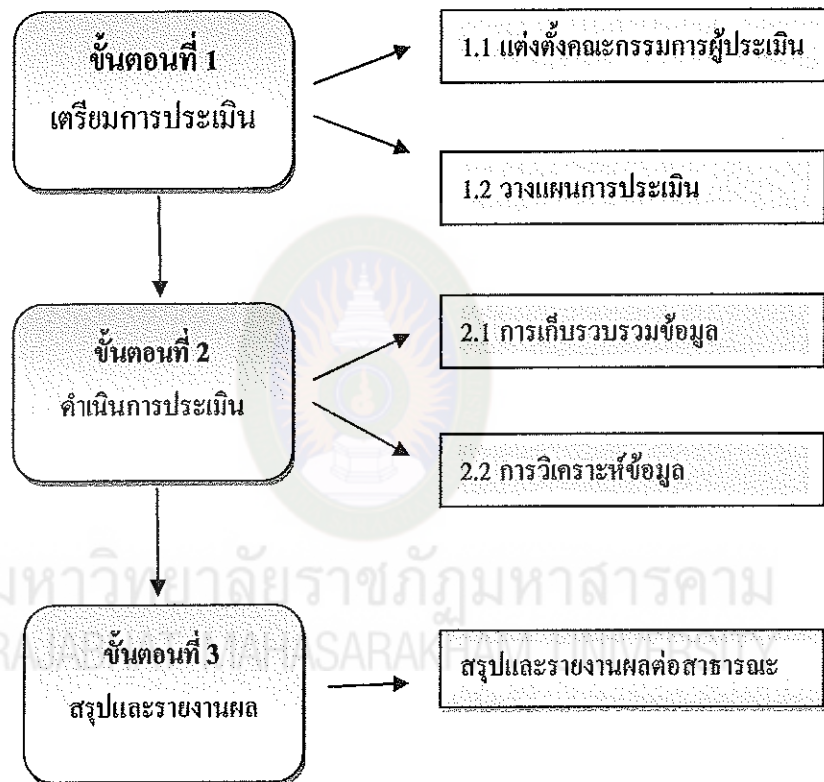 ขั้นตอนที่ 1
เตรียมการประเมิน
1.1 แต่งตั้งคณะกรรมการผู้ประเมิน
1.2 วางแผนการประเมิน
ขั้นตอนที่ 2
ดำเนินการประเมิน
2.1 การเก็บรวบรวมข้อมูล
2.2 การวิเคราะห์ข้อมูล
มหาวิทยาลัยราชภัฏมหาสารคาม
RAJABHAT MAHASARAKHAM UNIVERSITY
ขั้นตอนที่ 3
สรุปและรายงานผล
สรุปและรายงานผลต่อสาธารณะ